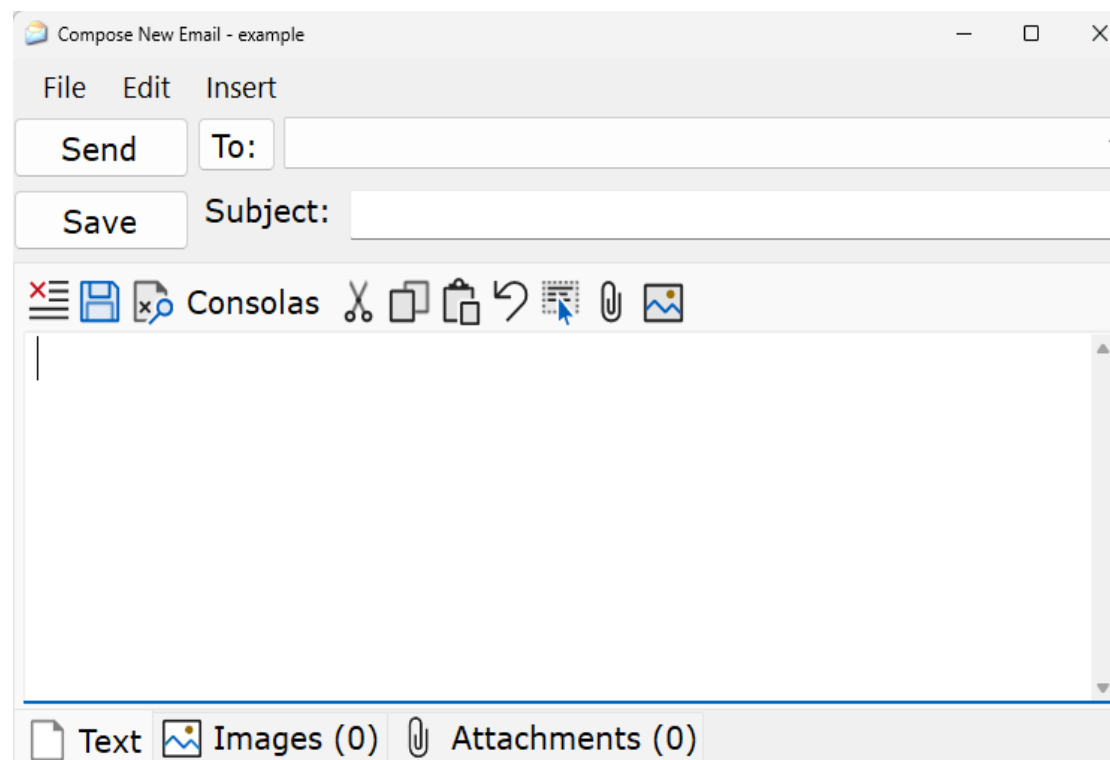 Compose New Email - example
File Edit Insert
Send To:
Save Subject:
Consolas
Text Images (0) Attachments (0)